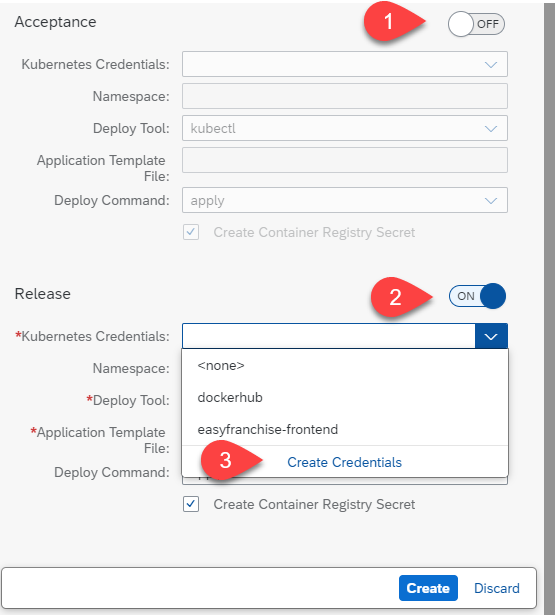 Acceptance
1
OFF
Kubernetes Credentials:
Namespace:
Deploy Tool:
kubectl
Application Template
File:
Deploy Command:
apply
Create Container Registry Secret
Release
2
ON
*Kubernetes Credentials:
<none>
Namespace:
dockerhub
*Deploy Tool:
easyfranchise-frontend
*Application Template
File:
3
Create Credentials
Deploy Command:
Create Container Registry Secret
Create
Discard